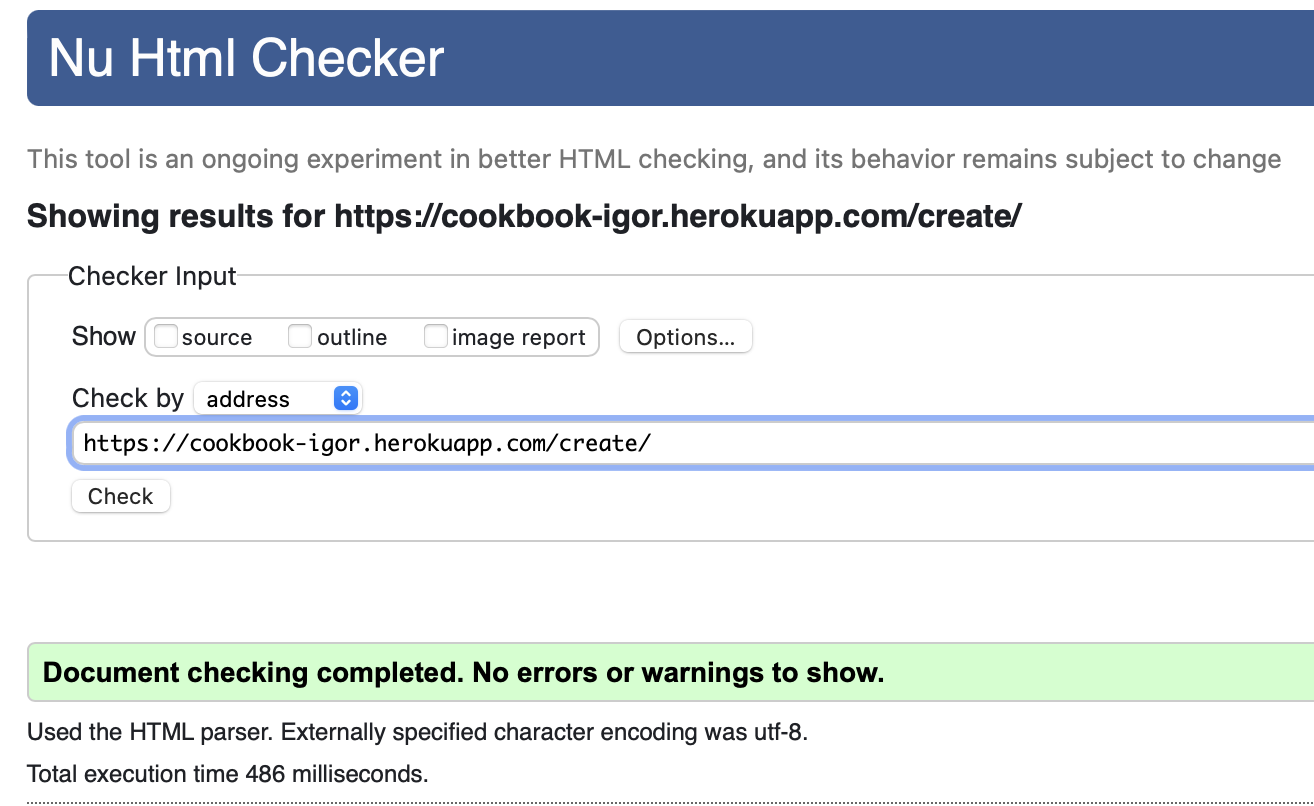 Nu Html Checker
This tool is an ongoing experiment in better HTML checking, and its behavior remains subject to change
Showing results for https://cookbook-igor.herokuapp.com/create/
Checker Input
Show source outline image report Options...
Check by address
https://cookbook-igor.herokuapp.com/create/
Check
Document checking completed. No errors or warnings to show.
Used the HTML parser. Externally specified character encoding was utf-8.
Total execution time 486 milliseconds.